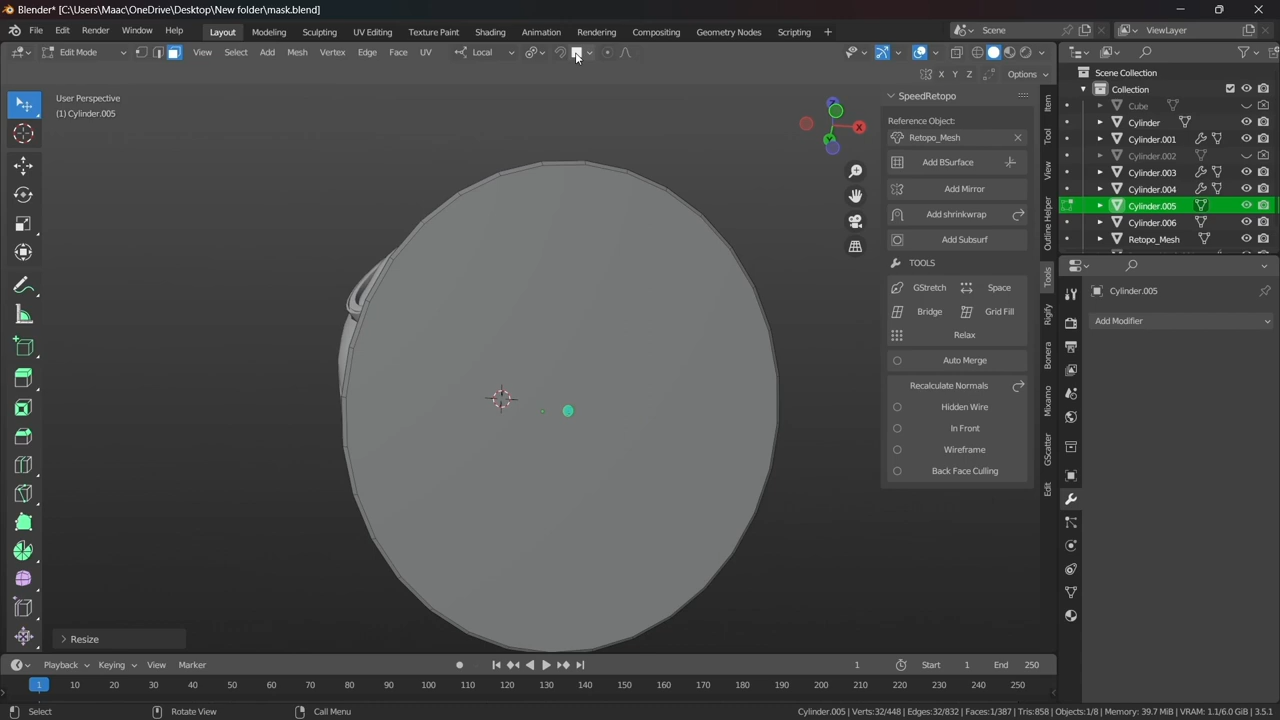 Blender* [C:\Users\Maac\OneDrive\Desktop\New folder\mask.blend]
File Edit Render Window Help Layout Modeling Sculpting UV Editing Texture Paint Shading Animation Rendering Compositing Geometry Nodes Scripting + Scene ViewLayer
Edit Mode View Select Add Mesh Vertex Edge Face UV Local
X Y Z Options
User Perspective
(1) Cylinder.005
X
Y
Z
SpeedRetopo
Reference Object:
Retopo_Mesh
Add BSurface
Add Mirror
Add shrinkwrap
Add Subsurf
TOOLS
GStretch Space
Bridge Grid Fill
Relax
Auto Merge
Recalculate Normals
Hidden Wire
In Front
Wireframe
Back Face Culling
Item
Tool
View
Outline Helper
Tools
Rigify
Bonera
Mixamo
GScatter
Edit
Scene Collection
Collection
Cube
Cylinder
Cylinder.001
Cylinder.002
Cylinder.003
Cylinder.004
Cylinder.005
Cylinder.006
Retopo_Mesh
Cylinder.005
Add Modifier
Resize
Playback Keying View Marker 1 Start 1 End 250
1 10 20 30 40 50 60 70 80 90 100 110 120 130 140 150 160 170 180 190 200 210 220 230 240 250
Select Rotate View Call Menu Cylinder.005 | Verts:32/448 | Edges:32/832 | Faces:1/387 | Tris:858 | Objects:1/8 | Memory: 39.7 MiB | VRAM: 1.1/6.0 GiB | 3.5.1